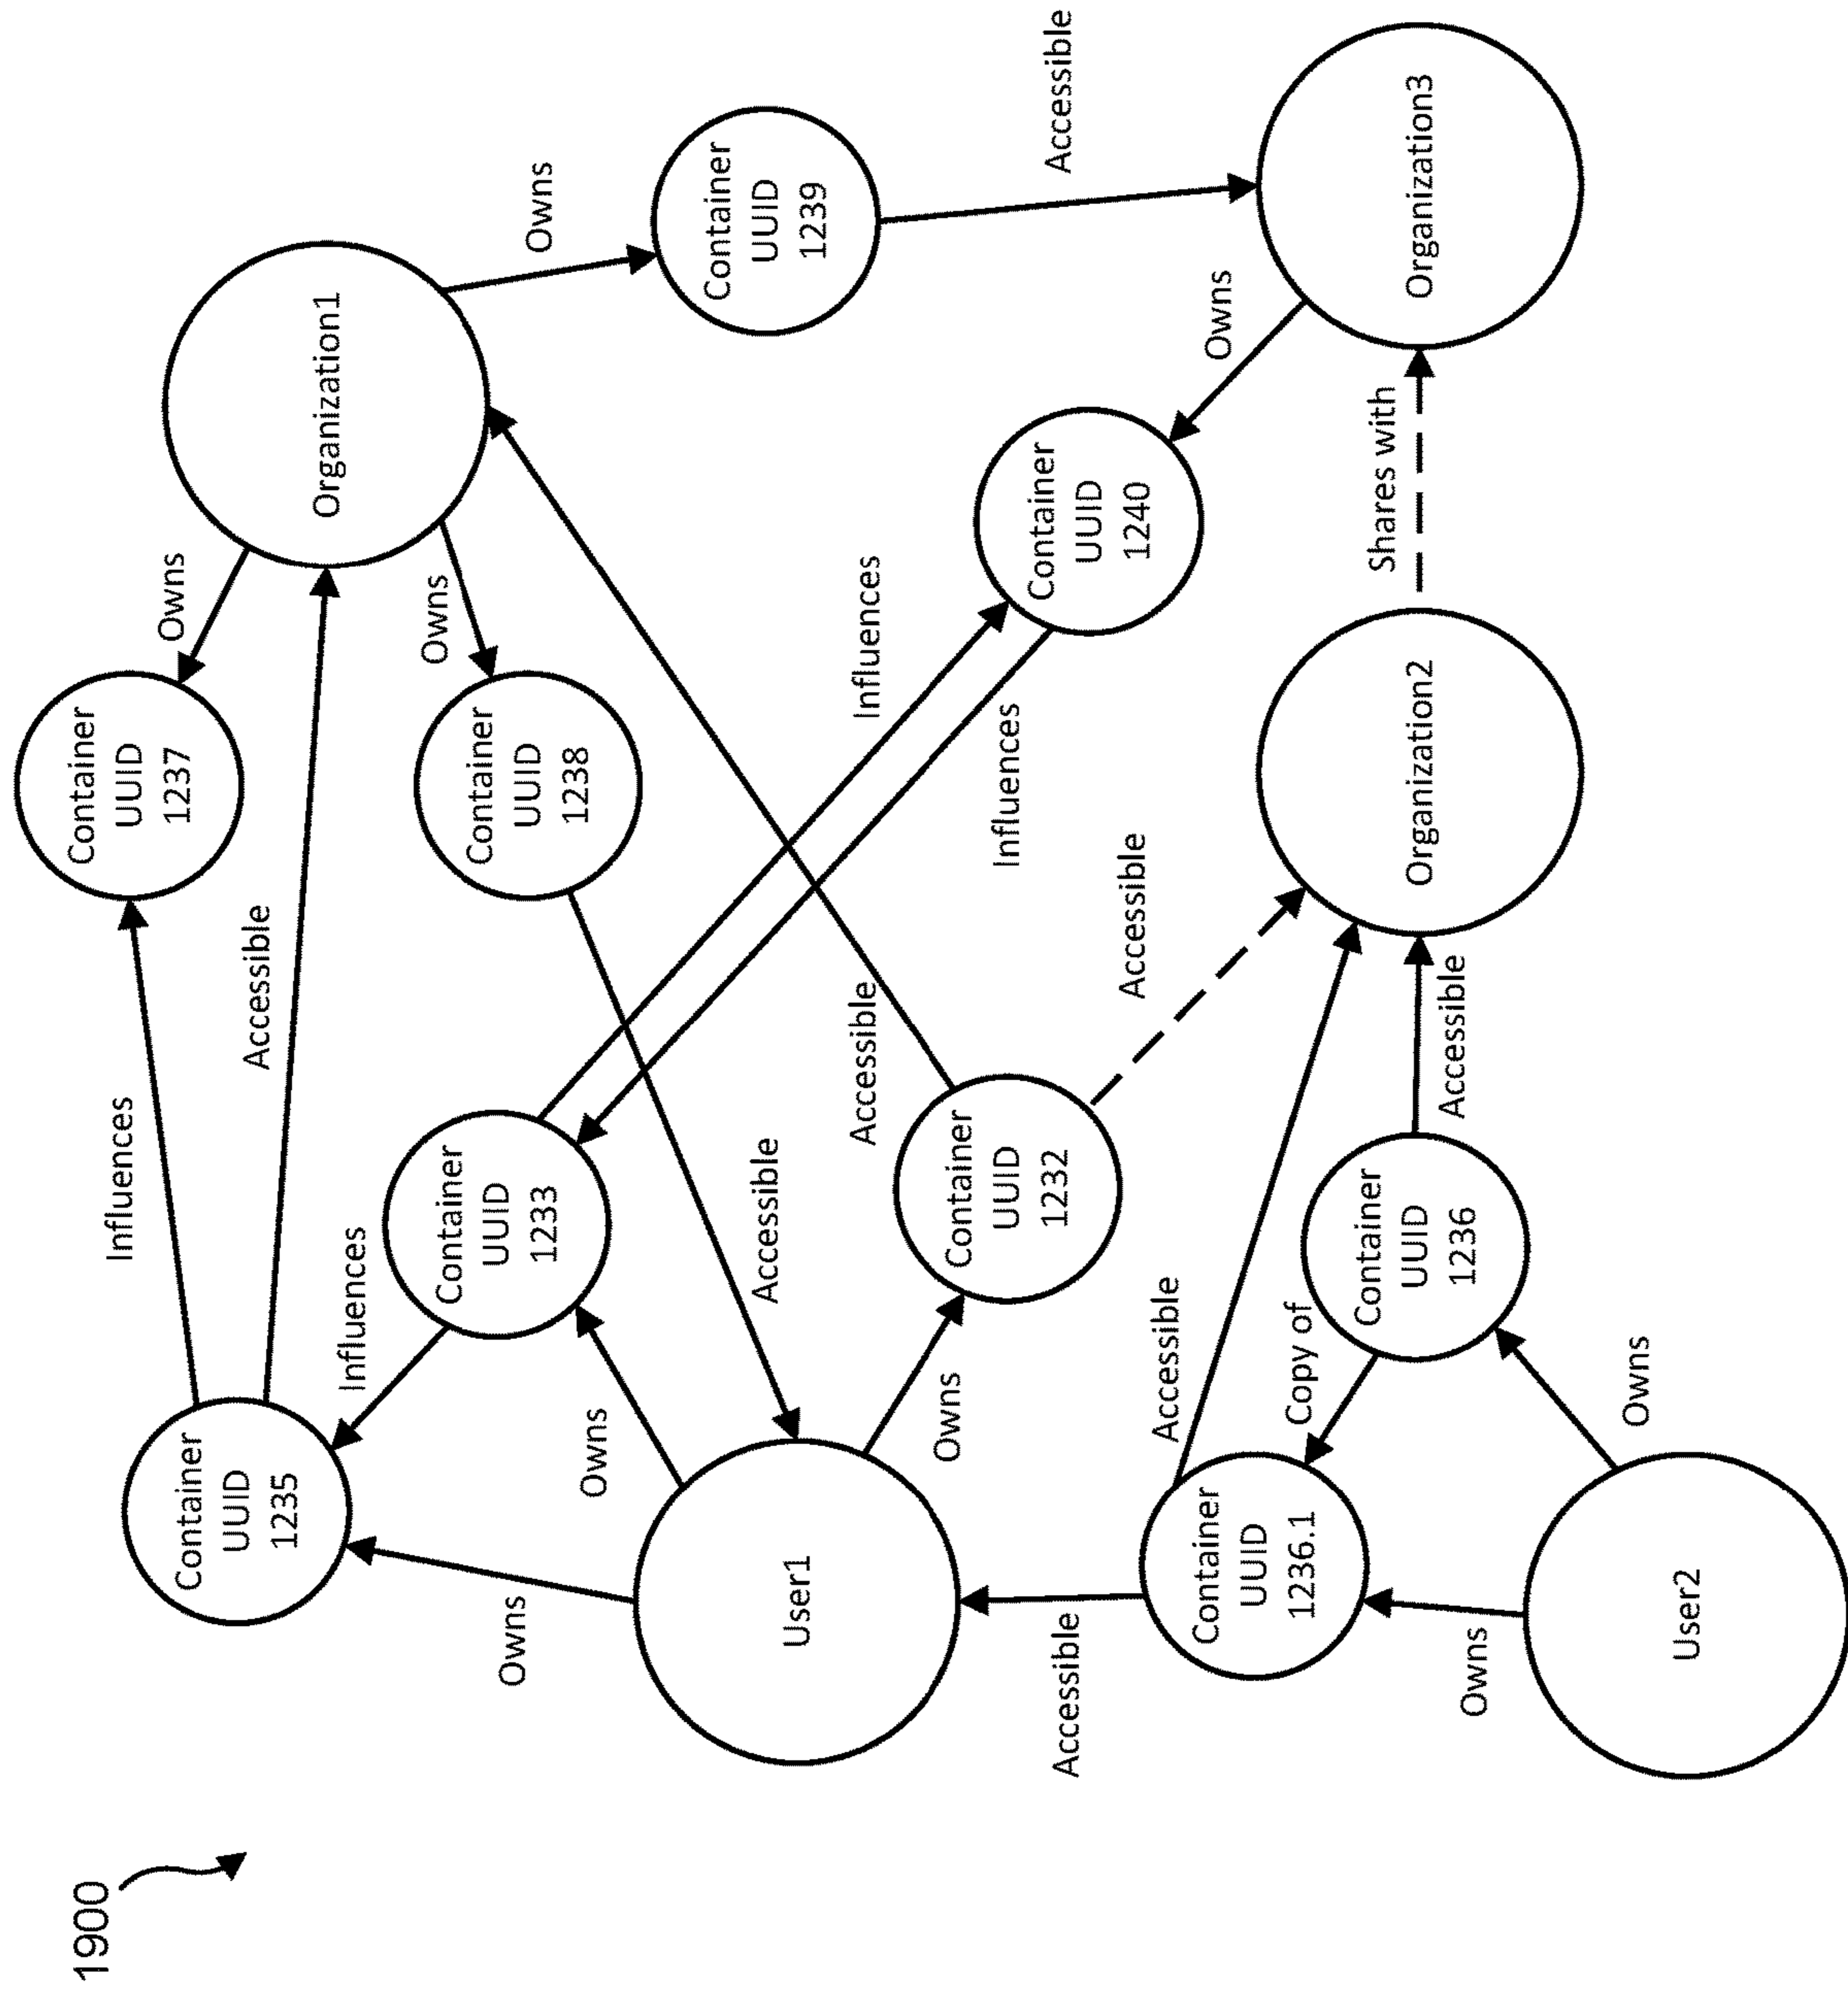 1900
Container
UUID
1237
Influences
Owns
Container
UUID
1235
Accessible
Organization1
Influences
Owns
Container
UUID
1233
Container
UUID
1238
Owns
Owns
Owns
Container
UUID
1239
Accessible
User1
Accessible
Influences
Owns
Container
UUID
1232
Influences
Container
UUID
1240
Accessible
Accessible
Accessible
Accessible
Container
UUID
1236.1
Owns
Copy of
Container
UUID
1236
Shares with
Organization2
Organization3
Accessible
Owns
Owns
User2